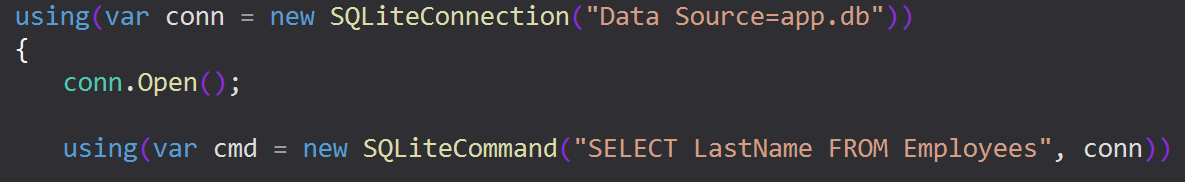 using(var conn = new SQLiteConnection("Data Source=app.db"))
{
conn.Open();
using(var cmd = new SQLiteCommand("SELECT LastName FROM Employees", conn))